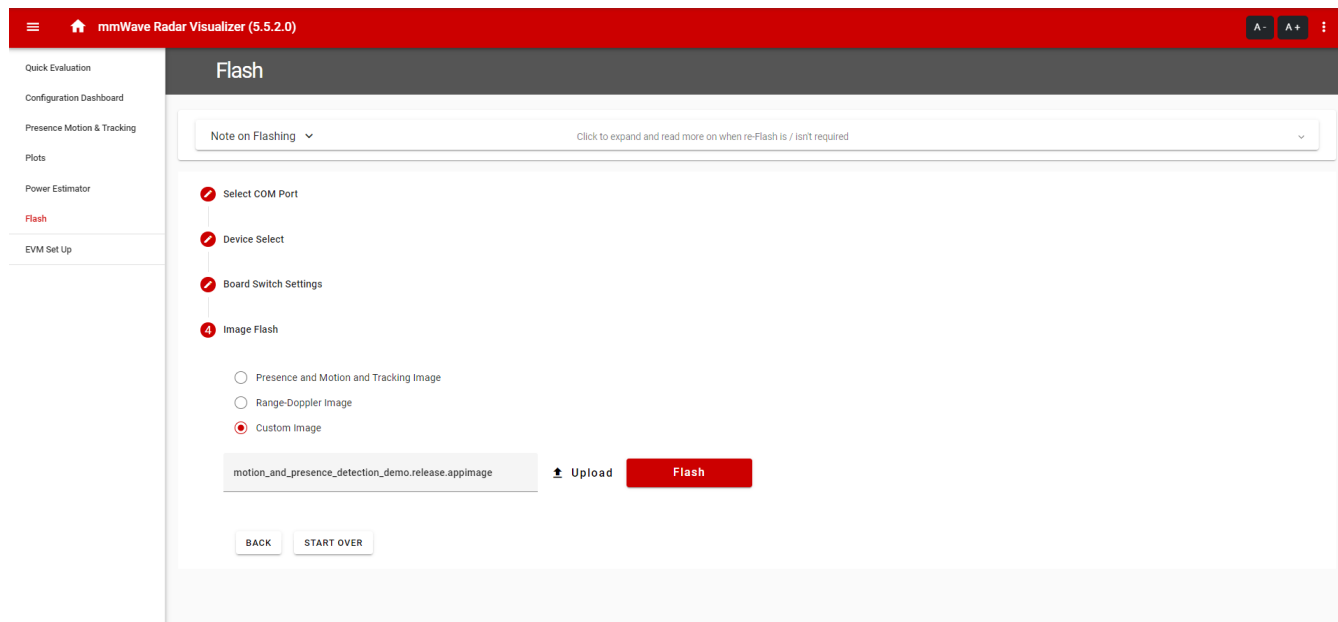 mmWave Radar Visualizer (5.5.2.0)
A - A +
Quick Evaluation
Configuration Dashboard
Presence Motion & Tracking
Plots
Power Estimator
Flash
EVM Set Up
Flash
Note on Flashing Click to expand and read more on when re-Flash is / isn't required
Select COM Port
Device Select
Board Switch Settings
4 Image Flash
Presence and Motion and Tracking Image
Range-Doppler Image
Custom Image
motion_and_presence_detection_demo.release.appimage Upload Flash
BACK START OVER